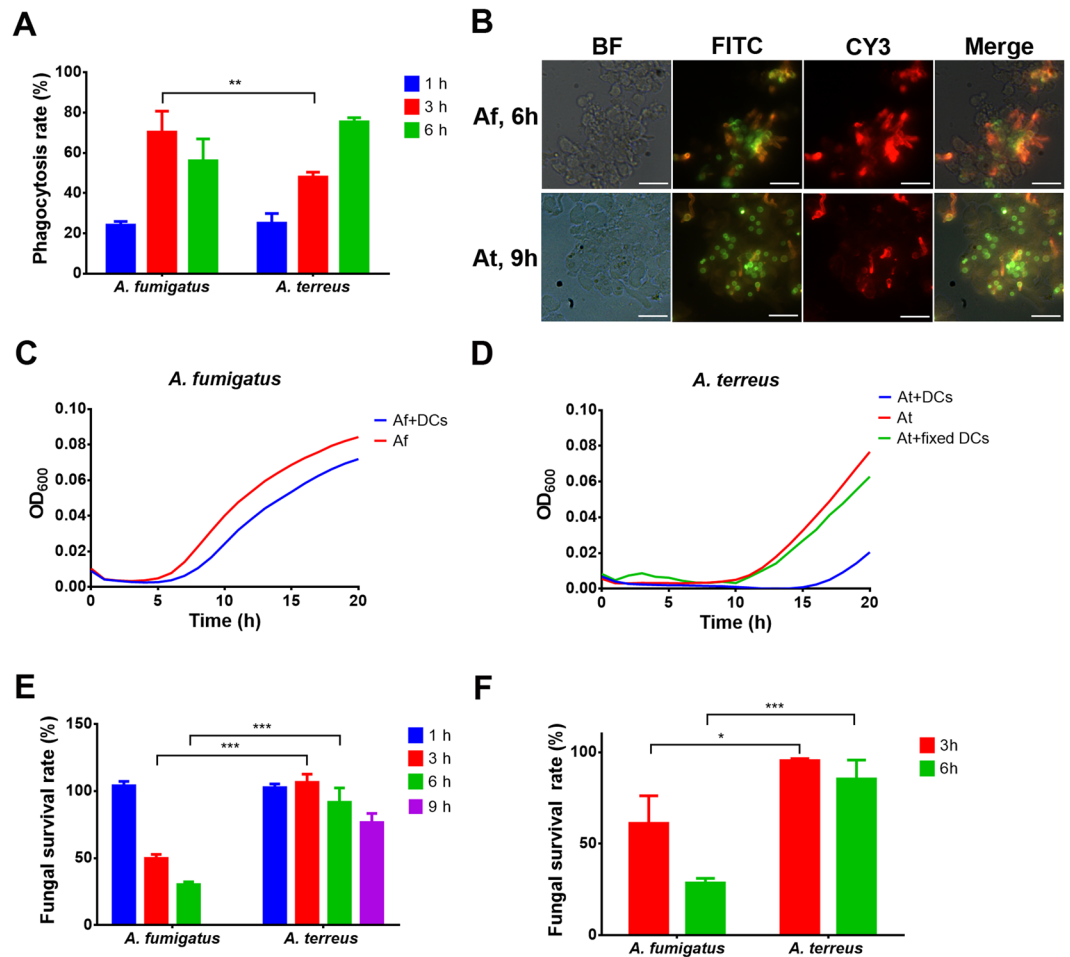 A
Phagocytosis rate (%)
100
80
60
40
20
0
**
1 h
3 h
6 h
A. fumigatus
A. terreus
B
BF FITC CY3 Merge
Af, 6h
At, 9h
C
A. fumigatus
OD600
0.10
0.08
0.06
0.04
0.02
0.00
0 5 10 15 20
Time (h)
Af+DCs
Af
D
A. terreus
OD600
0.10
0.08
0.06
0.04
0.02
0.00
0 5 10 15 20
Time (h)
At+DCs
At
At+fixed DCs
E
Fungal survival rate (%)
150
100
50
0
***
***
1 h
3 h
6 h
9 h
A. fumigatus
A. terreus
F
Fungal survival rate (%)
100
50
0
***
*
3h
6h
A. fumigatus
A. terreus